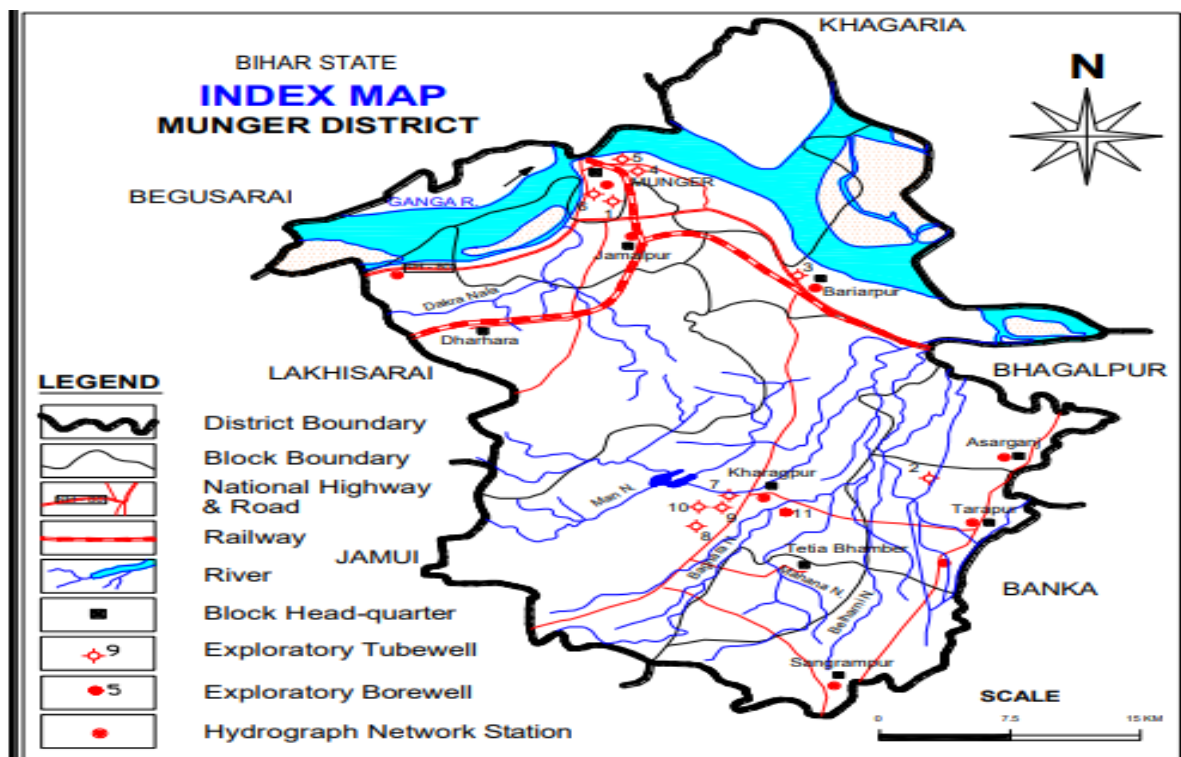 KHAGARIA
BIHAR STATE
INDEX MAP
MUNGER DISTRICT
N
BEGUSARAI
GANGA R.
5
4
MUNGER
6
1
Jamalpur
3
Bariarpur
Dakra Nala
Dharhara
LAKHISARAI
BHAGALPUR
LEGEND
District Boundary
Block Boundary
National Highway
& Road
Railway
River
Block Head-quarter
9
Exploratory Tubewell
5
Exploratory Borewell
Hydrograph Network Station
Asarganj
2
Kharagpur
Man N.
7
10
9
8
11
Tarapur
JAMUI
Tetia Bhamber
Mahana N.
Belharni N.
BANKA
Sangrampur
SCALE
0
7.5
15 KM